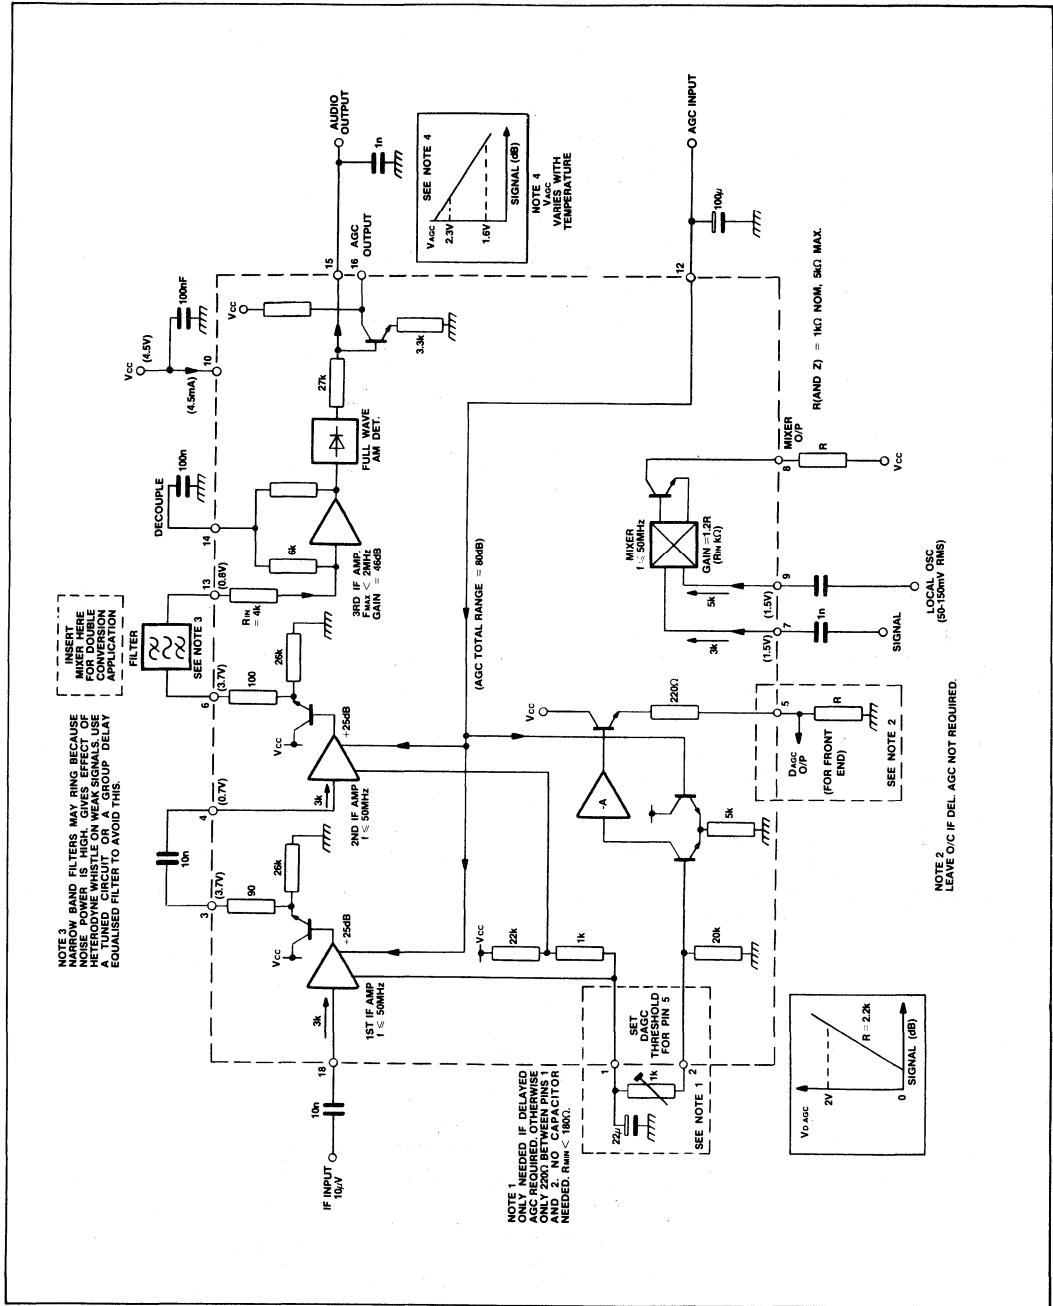 NOTE 3
NARROW BAND FILTERS MAY RING BECAUSE
NOISE POWER IS HIGH. GIVES EFFECT OF
HETERODYNE WHISTLE ON WEAK SIGNALS. USE
A TUNED CIRCUIT OR A GROUP DELAY
EQUALISED FILTER TO AVOID THIS.
INSERT
MIXER HERE
FOR DOUBLE
CONVERSION
APPLICATION
FILTER
SEE NOTE 3
DECOUPLE
100n
Vcc
(4.5V)
100nF
(4.5mA)
10n
3
(3.7V)
4
(0.7V)
6
(3.7V)
13
(0.8V)
14
10
IF INPUT
10μV
10n
18
3k
1ST IF AMP
f ≤ 50MHz
+25dB
Vcc
90
26k
3k
2ND IF AMP
f ≤ 50MHz
+25dB
Vcc
100
26k
RIN
= 4k
6k
3RD IF AMP.
FMAX < 2MHz
GAIN = 46dB
FULL WAVE
AM DET.
27k
Vcc
3.3k
15
AUDIO
OUTPUT
1n
16
AGC
OUTPUT
SEE NOTE 4
VAGC
2.3V
1.6V
SIGNAL (dB)
NOTE 4
VAGC
VARIES WITH
TEMPERATURE
(AGC TOTAL RANGE = 80dB)
12
AGC INPUT
100μ
NOTE 1
ONLY NEEDED IF DELAYED
AGC REQUIRED. OTHERWISE
ONLY 220Ω BETWEEN PINS 1
AND 2. NO CAPACITOR
NEEDED. RMIN < 180Ω.
SET
DAGC
THRESHOLD
FOR PIN 5
22μ
1
1k
2
SEE NOTE 1
Vcc
22k
1k
20k
-A
Vcc
5k
220Ω
5
DAGC
O/P
(FOR FRONT
END)
R
SEE NOTE 2
MIXER
f ≤ 50MHz
GAIN =1.2R
(RIN kΩ)
3k
5k
(1.5V)
7
1n
SIGNAL
(1.5V)
9
LOCAL OSC
(50-150mV RMS)
8
MIXER
O/P
R
Vcc
R(AND Z) = 1kΩ NOM, 5kΩ MAX.
VD AGC
2V
0
R = 2.2k
SIGNAL (dB)
NOTE 2
LEAVE O/C IF DEL. AGC NOT REQUIRED.